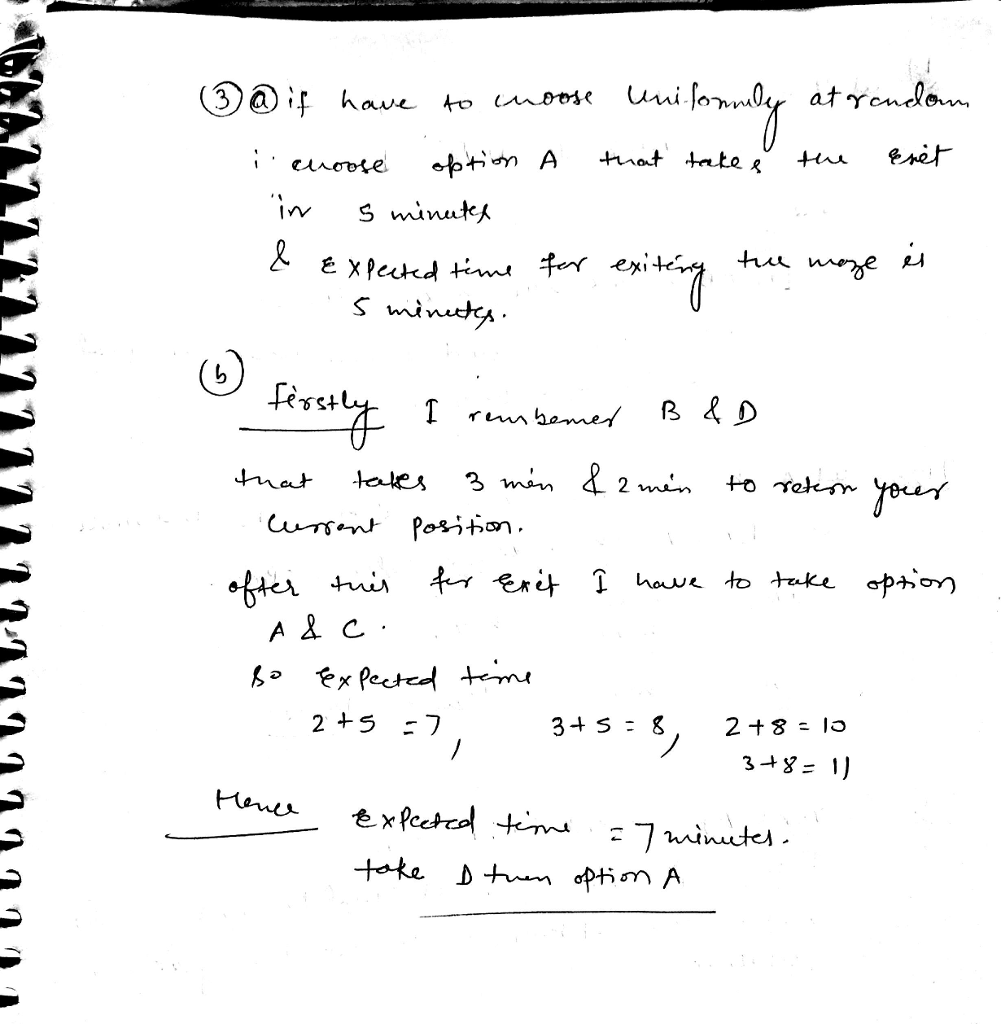 ③ ⓐ if have to choose Uniformly at random
i choose option A that takes the Exit
in 5 minutes
& Expected time for exiting the maze is
5 minutes.
ⓑ
firstly I rembemer B & D
that takes 3 min & 2 min to retern your
Current Position.
after this for Exit I have to take option
A & C.
So Expected time
2 + 5 = 7, 3 + 5 = 8, 2 + 8 = 10
3 + 8 = 11
Hence Expected time = 7 minutes.
take D then option A